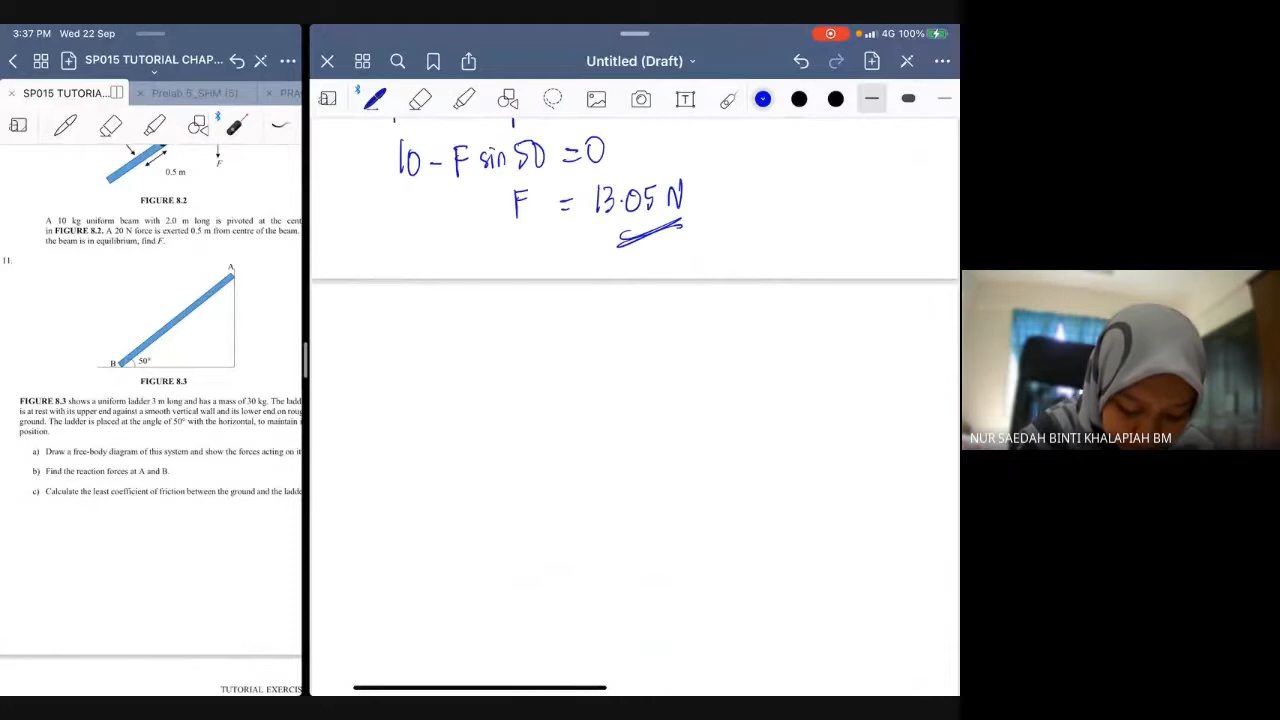 3:37 PM Wed 22 Sep
4G 100%
SP015 TUTORIAL CHAP...
Untitled (Draft)
SP015 TUTORIA...
Prelab 5_SHM (5)
PRA
T
F
0.5 m
FIGURE 8.2
A 10 kg uniform beam with 2.0 m long is pivoted at the cent
in FIGURE 8.2. A 20 N force is exerted 0.5 m from centre of the beam.
the beam is in equilibrium, find F.
11.
A
B
50°
FIGURE 8.3
FIGURE 8.3 shows a uniform ladder 3 m long and has a mass of 30 kg. The ladd
is at rest with its upper end against a smooth vertical wall and its lower end on roug
ground. The ladder is placed at the angle of 50° with the horizontal, to maintain i
position.
a) Draw a free-body diagram of this system and show the forces acting on it
b) Find the reaction forces at A and B.
c) Calculate the least coefficient of friction between the ground and the ladde
TUTORIAL EXERCIS
10 - F sin 50 = 0
F = 13.05 N
NUR SAEDAH BINTI KHALAPIAH BM